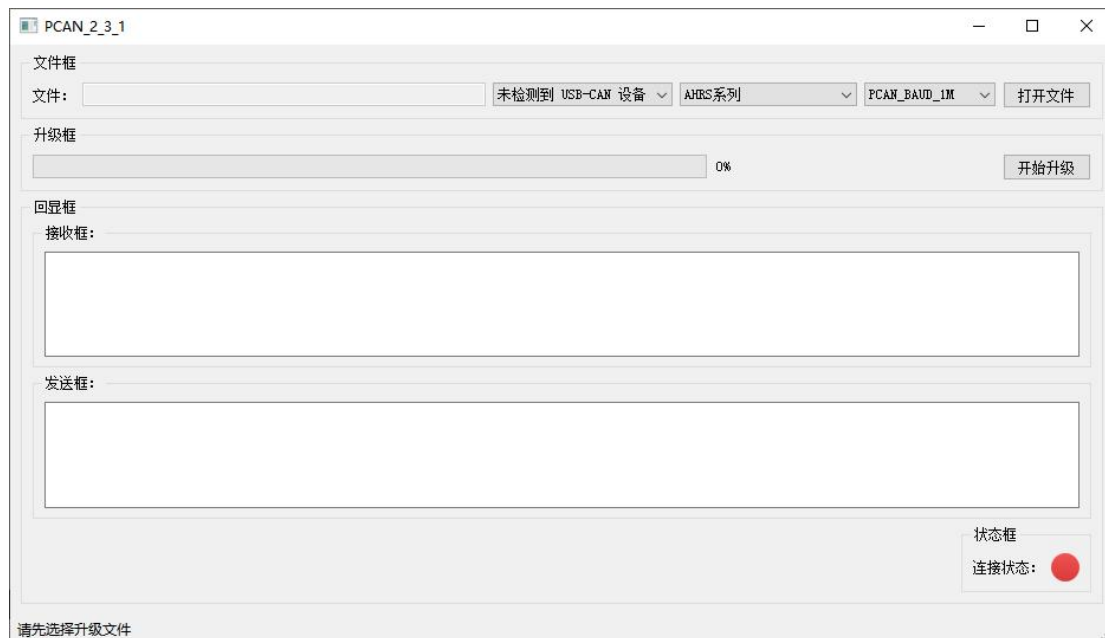 PCAN_2_3_1
文件框
文件： 未检测到 USB-CAN 设备 AHRS系列 PCAN_BAUD_1M 打开文件
升级框
0% 开始升级
回显框
接收框：
发送框：
状态框
连接状态：
请先选择升级文件